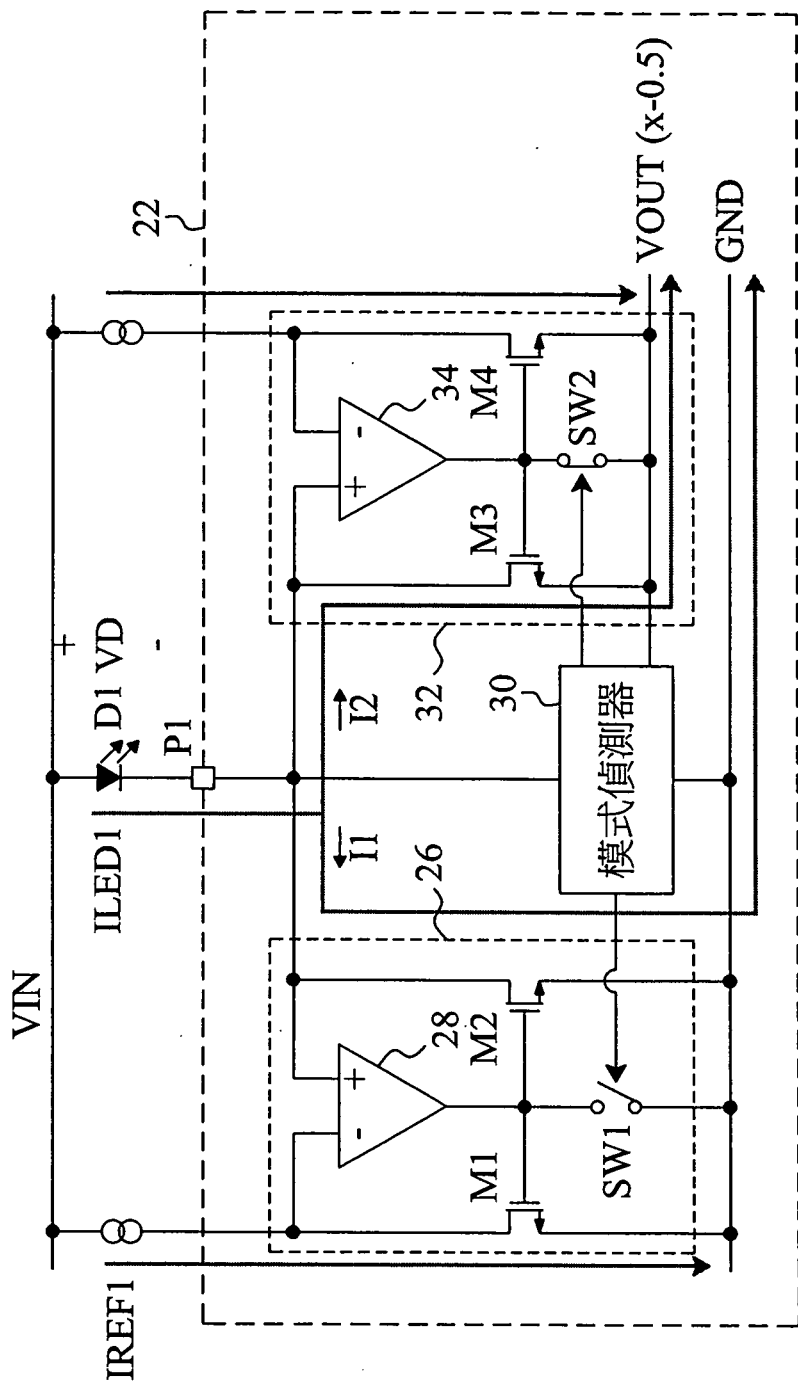 VIN
IREF1
ILED1
D1 VD
+
-
P1
22
26
I1
I2
32
-
+
28
+
-
34
M1
M2
M3
M4
30
模式偵測器
SW1
SW2
VOUT (x-0.5)
GND